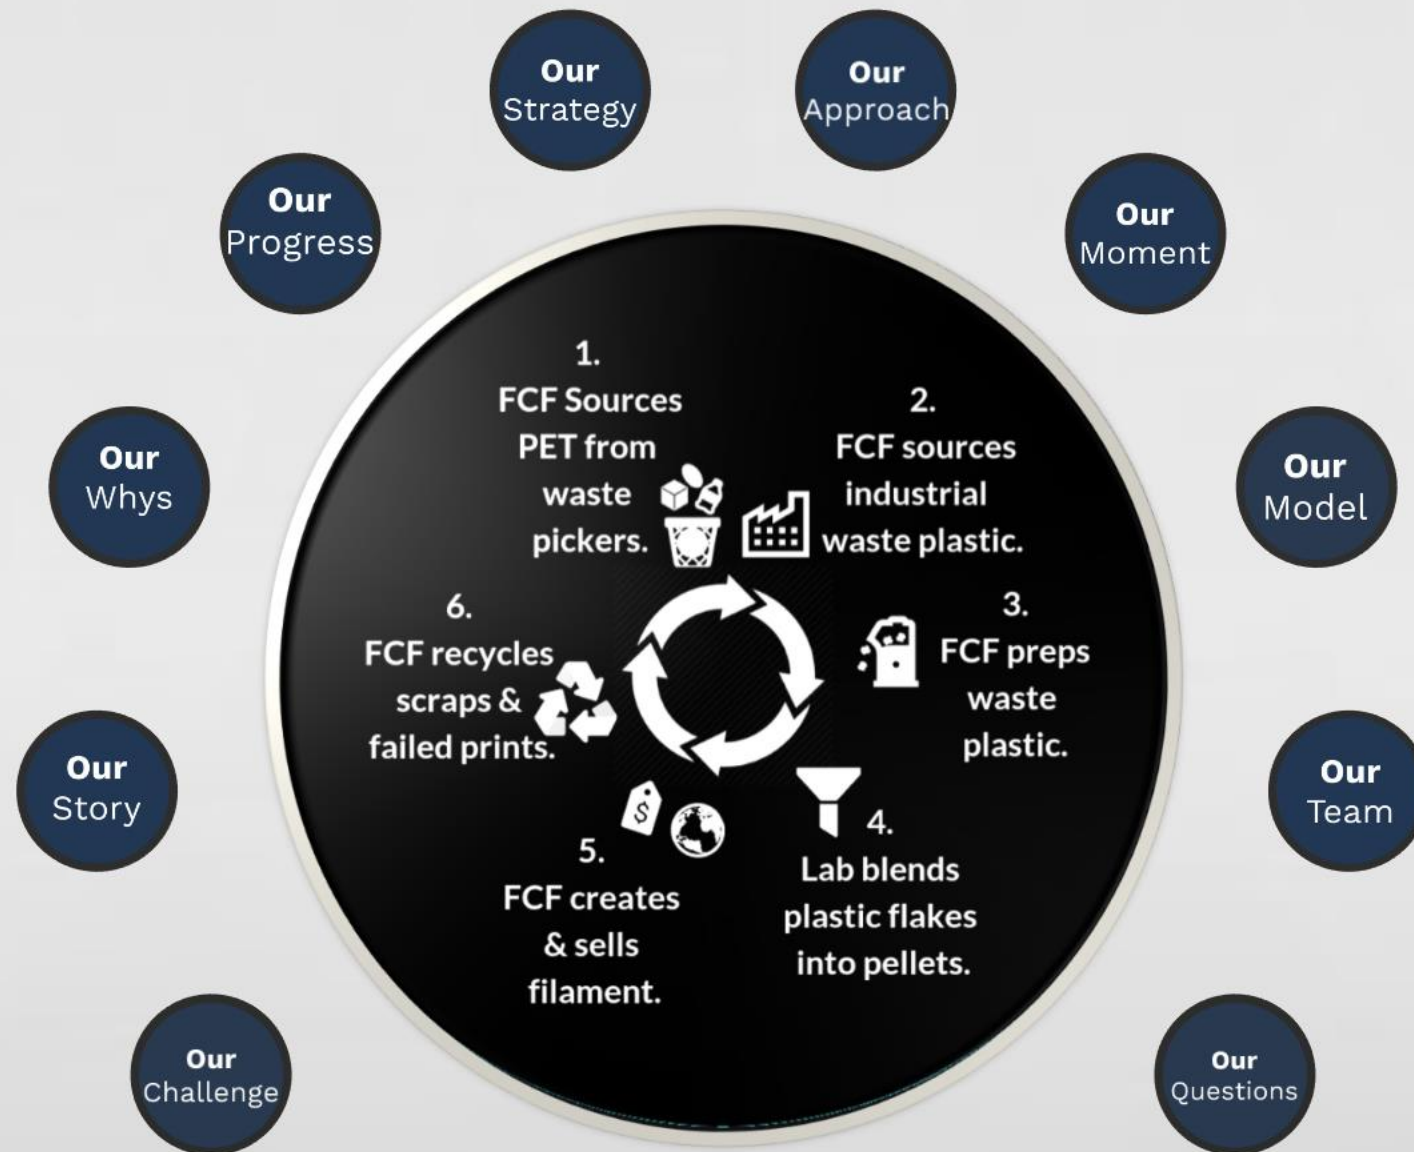 Our
Strategy
Our
Approach
Our
Progress
Our
Moment
Our
Whys
Our
Model
Our
Story
Our
Team
Our
Challenge
Our
Questions
1.
FCF Sources
PET from
waste
pickers.
2.
FCF sources
industrial
waste plastic.
3.
FCF preps
waste
plastic.
4.
Lab blends
plastic flakes
into pellets.
$
5.
FCF creates
& sells
filament.
6.
FCF recycles
scraps &
failed prints.